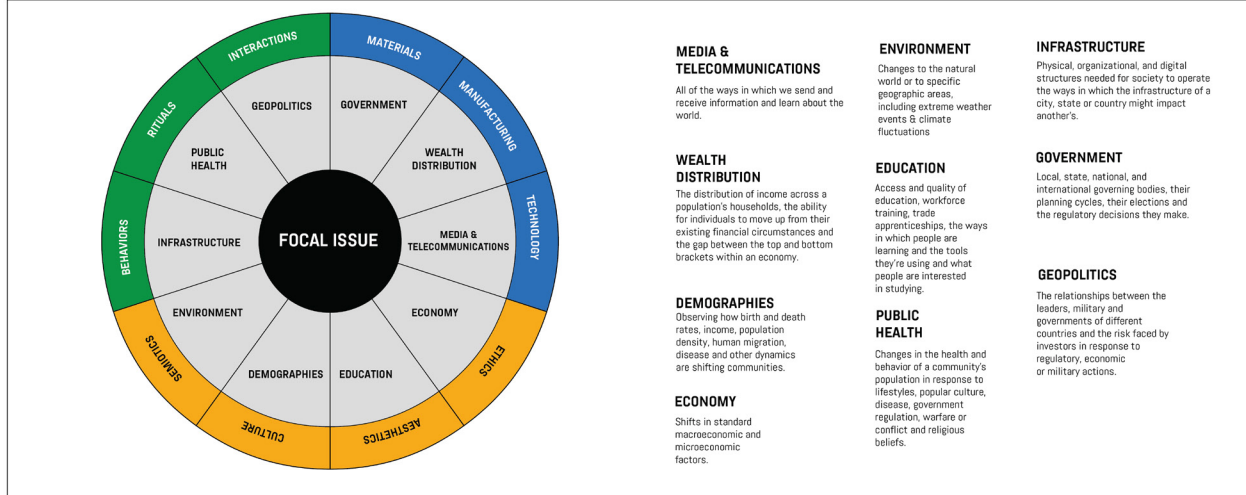 INTERACTIONS
MATERIALS
MANUFACTURING
TECHNOLOGY
ETHICS
AESTHETICS
CULTURE
SEMIOTICS
BEHAVIORS
RITUALS
GEOPOLITICS
GOVERNMENT
WEALTH
DISTRIBUTION
MEDIA &
TELECOMMUNICATIONS
ECONOMY
EDUCATION
DEMOGRAPHIES
ENVIRONMENT
INFRASTRUCTURE
PUBLIC
HEALTH
FOCAL ISSUE
MEDIA &
TELECOMMUNICATIONS
All of the ways in which we send and
receive information and learn about the
world.
WEALTH
DISTRIBUTION
The distribution of income across a
population's households, the ability
for individuals to move up from their
existing financial circumstances and
the gap between the top and bottom
brackets within an economy.
DEMOGRAPHIES
Observing how birth and death
rates, income, population
density, human migration,
disease and other dynamics
are shifting communities.
ECONOMY
Shifts in standard
macroeconomic and
microeconomic
factors.
ENVIRONMENT
Changes to the natural
world or to specific
geographic areas,
including extreme weather
events & climate
fluctuations
EDUCATION
Access and quality of
education, workforce
training, trade
apprenticeships, the ways
in which people are
learning and the tools
they're using and what
people are interested
in studying.
PUBLIC
HEALTH
Changes in the health and
behavior of a community's
population in response to
lifestyles, popular culture,
disease, government
regulation, warfare or
conflict and religious
beliefs.
INFRASTRUCTURE
Physical, organizational, and digital
structures needed for society to operate
the ways in which the infrastructure of a
city, state or country might impact
another's.
GOVERNMENT
Local, state, national, and
international governing bodies, their
planning cycles, their elections and
the regulatory decisions they make.
GEOPOLITICS
The relationships between the
leaders, military and
governments of different
countries and the risk faced by
investors in response to
regulatory, economic
or military actions.